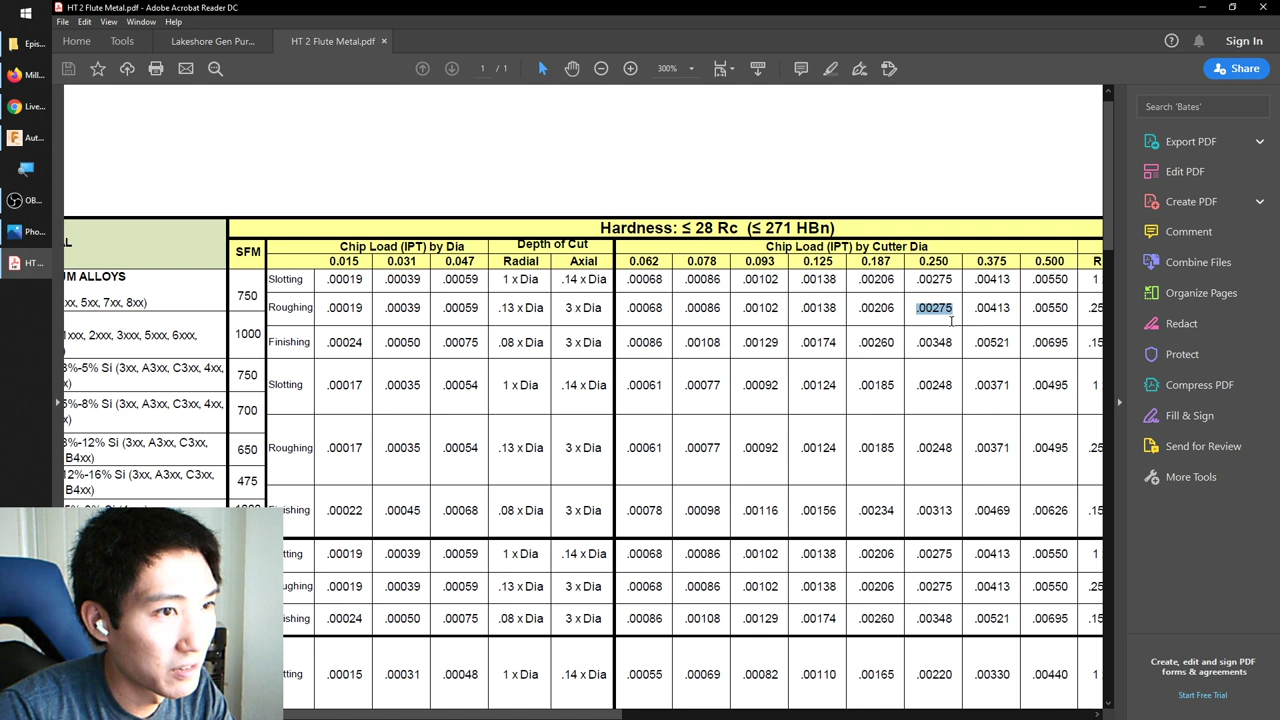 HT 2 Flute Metal.pdf - Adobe Acrobat Reader DC
File Edit View Window Help
Home Tools Lakeshore Gen Pur... HT 2 Flute Metal.pdf × Sign In
1 / 1 300% Share
Epis...
Mill...
Live...
Aut...
OB...
Pho...
HT ...
Search 'Bates'
Export PDF
Edit PDF
Create PDF
Comment
Combine Files
Organize Pages
Redact
Protect
Compress PDF
Fill & Sign
Send for Review
More Tools
Create, edit and sign PDF
forms & agreements
Start Free Trial
Hardness: ≤ 28 Rc (≤ 271 HBn)
SFM Chip Load (IPT) by Dia Depth of Cut Chip Load (IPT) by Cutter Dia
0.015 0.031 0.047 Radial Axial 0.062 0.078 0.093 0.125 0.187 0.250 0.375 0.500 R
UM ALLOYS
xx, 5xx, 7xx, 8xx)
1xxx, 2xxx, 3xxx, 5xxx, 6xxx,
3%-5% Si (3xx, A3xx, C3xx, 4xx,
x)
5%-8% Si (3xx, A3xx, C3xx, 4xx,
x)
8%-12% Si (3xx, A3xx, C3xx,
B4xx)
12%-16% Si (3xx, A3xx, C3xx,
B4xx)
750
1000
750
700
650
475
Slotting .00019 .00039 .00059 1 x Dia .14 x Dia .00068 .00086 .00102 .00138 .00206 .00275 .00413 .00550 1
Roughing .00019 .00039 .00059 .13 x Dia 3 x Dia .00068 .00086 .00102 .00138 .00206 .00275 .00413 .00550 .25
Finishing .00024 .00050 .00075 .08 x Dia 3 x Dia .00086 .00108 .00129 .00174 .00260 .00348 .00521 .00695 .15
Slotting .00017 .00035 .00054 1 x Dia .14 x Dia .00061 .00077 .00092 .00124 .00185 .00248 .00371 .00495 1
Roughing .00017 .00035 .00054 .13 x Dia 3 x Dia .00061 .00077 .00092 .00124 .00185 .00248 .00371 .00495 .25
ishing .00022 .00045 .00068 .08 x Dia 3 x Dia .00078 .00098 .00116 .00156 .00234 .00313 .00469 .00626 .15
tting .00019 .00039 .00059 1 x Dia .14 x Dia .00068 .00086 .00102 .00138 .00206 .00275 .00413 .00550 1
ughing .00019 .00039 .00059 .13 x Dia 3 x Dia .00068 .00086 .00102 .00138 .00206 .00275 .00413 .00550 .25
ishing .00024 .00050 .00075 .08 x Dia 3 x Dia .00086 .00108 .00129 .00174 .00260 .00348 .00521 .00695 .15
tting .00015 .00031 .00048 1 x Dia .14 x Dia .00055 .00069 .00082 .00110 .00165 .00220 .00330 .00440 1